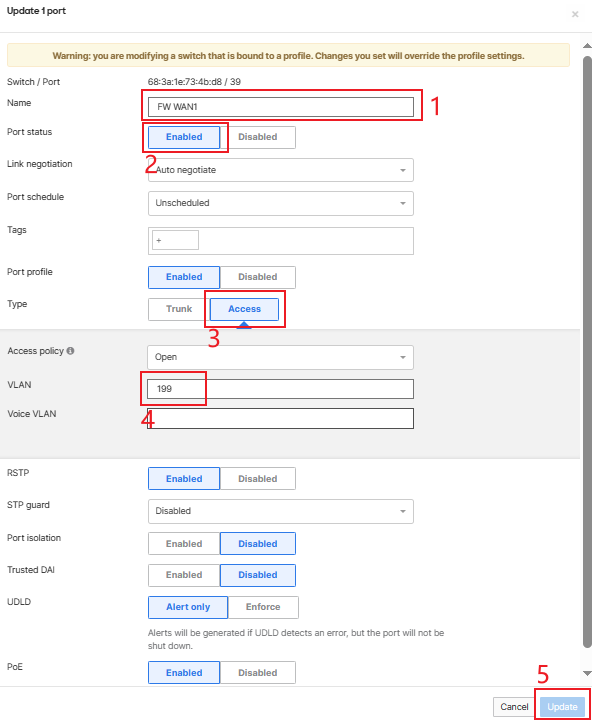 Update 1 port
×
Warning: you are modifying a switch that is bound to a profile. Changes you set will override the profile settings.
Switch / Port 68:3a:1e:73:4b:d8 / 39
Name FW WAN1 1
Port status Enabled Disabled
2
Link negotiation Auto negotiate
Port schedule Unscheduled
Tags +
Port profile Enabled Disabled
Type Trunk Access
3
Access policy Open
VLAN 199
4
Voice VLAN
RSTP Enabled Disabled
STP guard Disabled
Port isolation Enabled Disabled
Trusted DAI Enabled Disabled
UDLD Alert only Enforce
Alerts will be generated if UDLD detects an error, but the port will not be
shut down.
PoE Enabled Disabled
5
Cancel Update